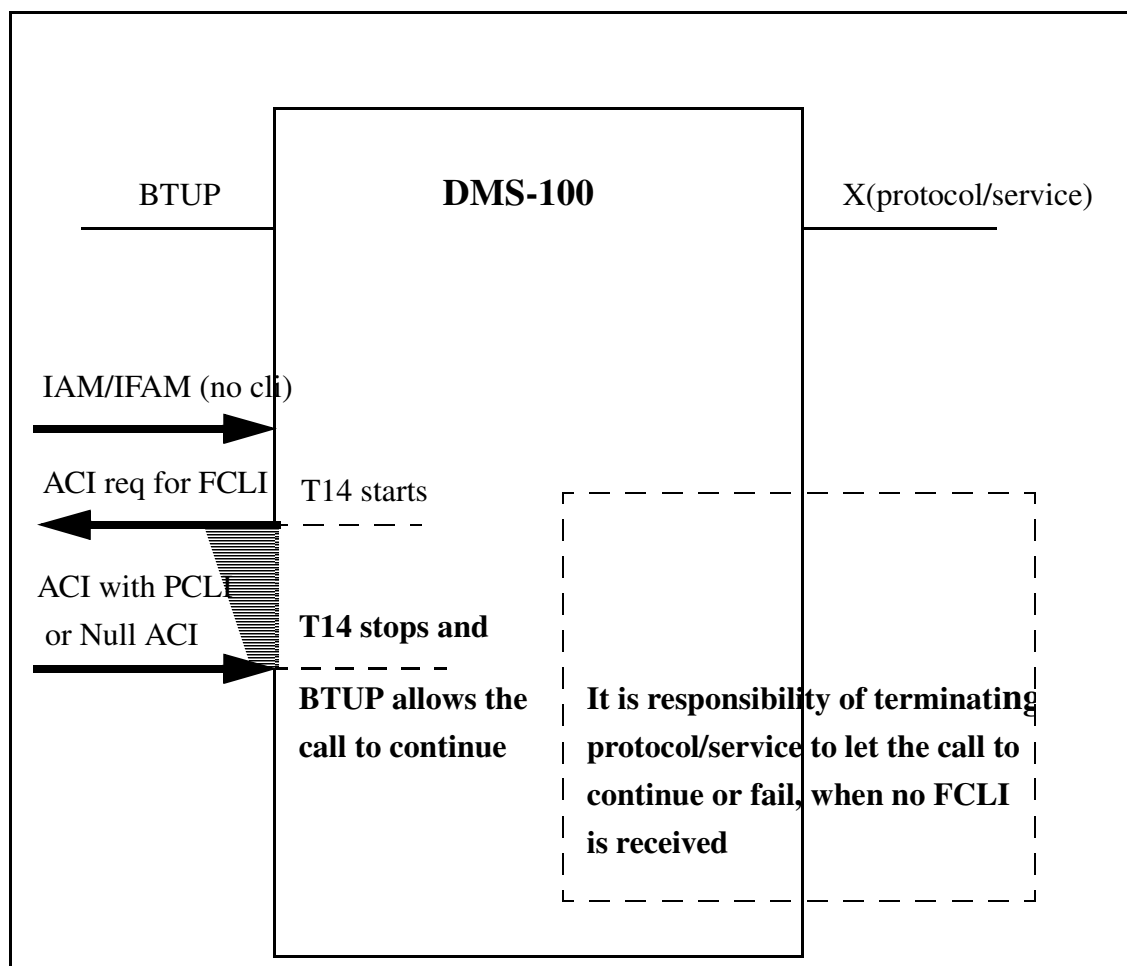 BTUP
DMS-100
X(protocol/service)
IAM/IFAM (no cli)
ACI req for FCLI
T14 starts
ACI with PCLI
or Null ACI
T14 stops and
BTUP allows the
call to continue
It is responsibility of terminating
protocol/service to let the call to
continue or fail, when no FCLI
is received